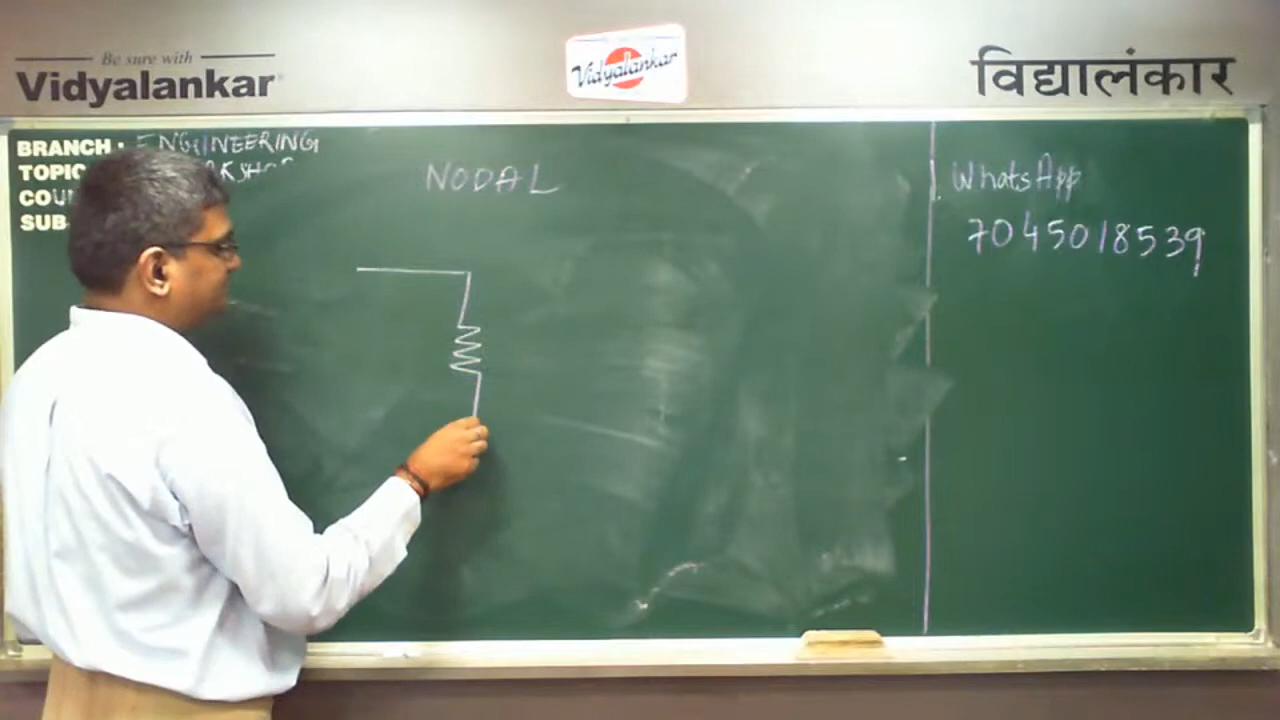 Be sure with
Vidyalankar
Vidyalankar
विद्यालंकार
BRANCH : ENGINEERING
NODAL
WhatsApp
7045018539